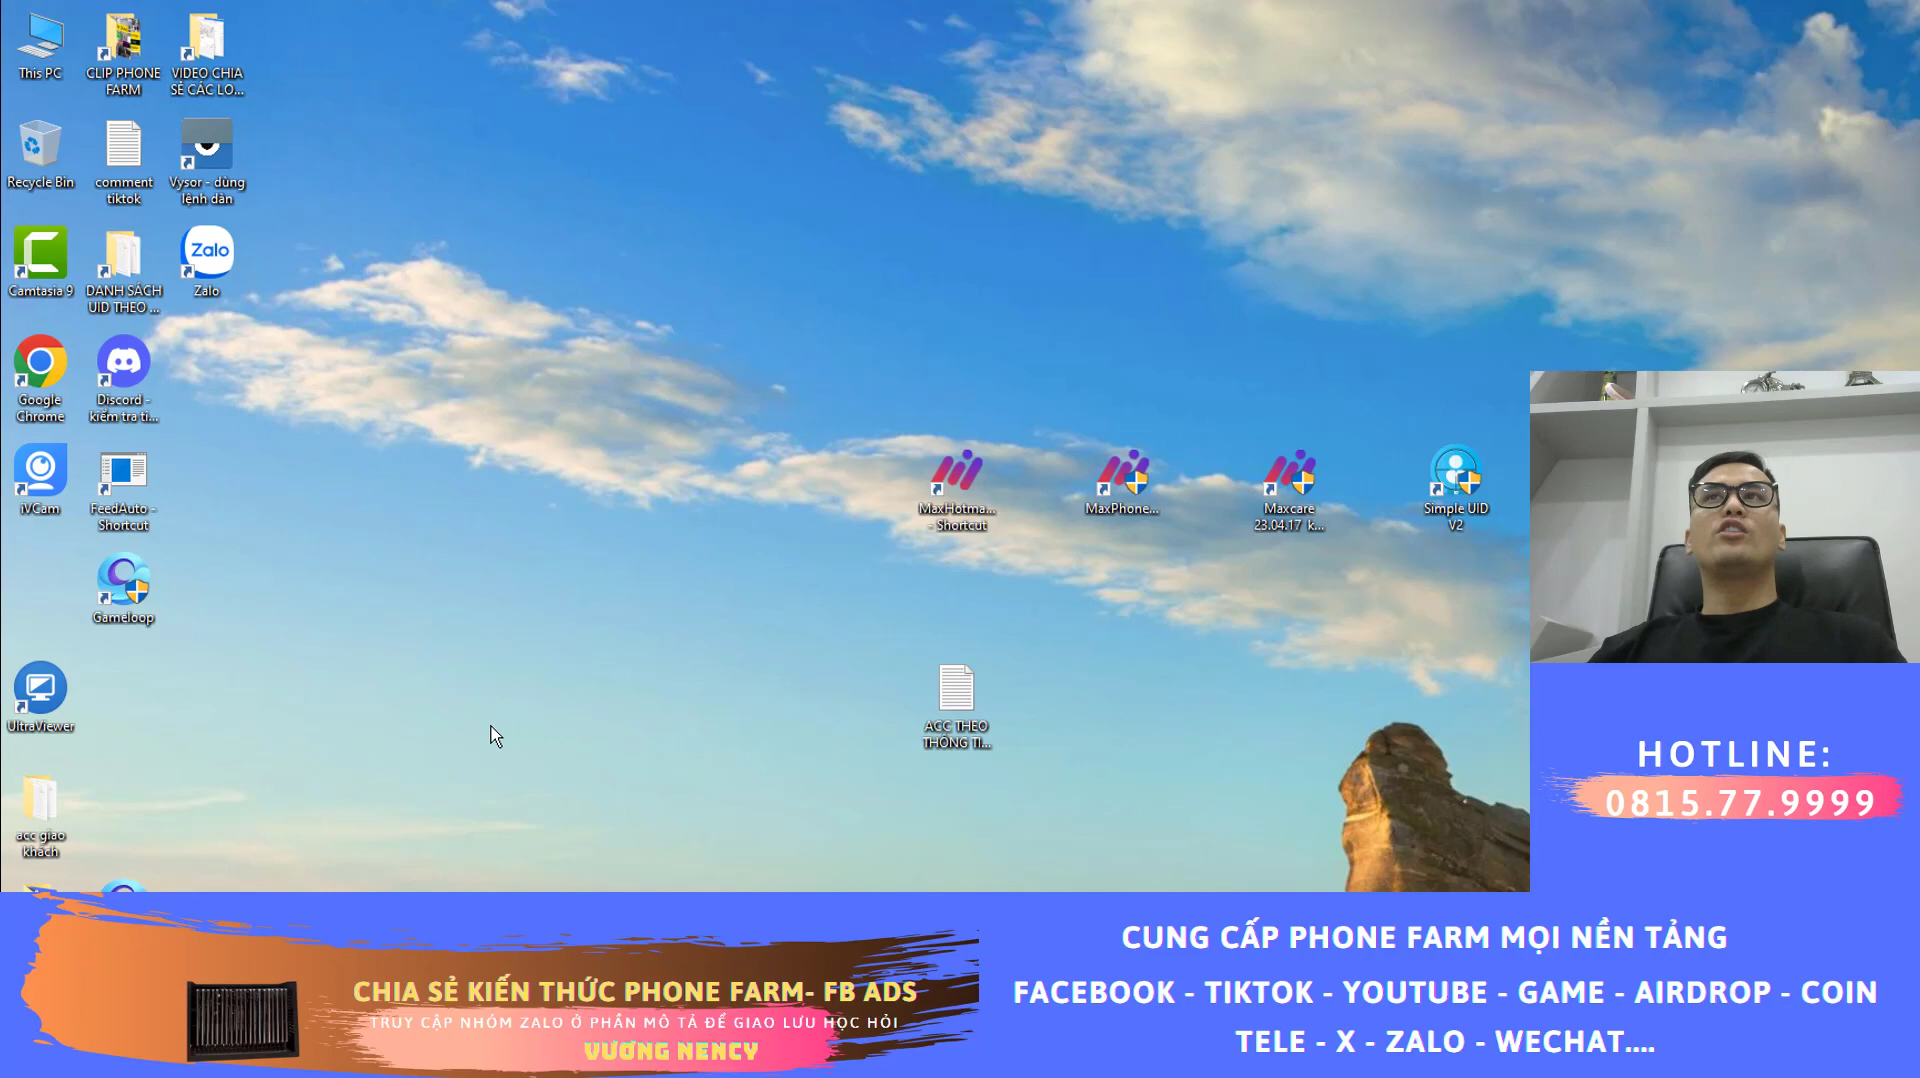 This PC
CLIP PHONE
FARM
VIDEO CHIA
SẺ CÁC LO...
Recycle Bin
comment
tiktok
Vysor - dùng
lệnh dàn
Camtasia 9
DANH SÁCH
UID THEO ...
Zalo
Zalo
Google
Chrome
Discord -
kiểm tra ti...
iVCam
FeedAuto -
Shortcut
MaxHotma...
- Shortcut
MaxPhone...
Maxcare
23.04.17 k...
Simple UID
V2
Gameloop
UltraViewer
ACC THEO
THÔNG TI...
acc giao
khách
HOTLINE:
0815.77.9999
CHIA SẺ KIẾN THỨC PHONE FARM- FB ADS
TRUY CẬP NHÓM ZALO Ở PHẦN MÔ TẢ ĐỂ GIAO LƯU HỌC HỎI
VƯƠNG NENCY
CUNG CẤP PHONE FARM MỌI NỀN TẢNG
FACEBOOK - TIKTOK - YOUTUBE - GAME - AIRDROP - COIN
TELE - X - ZALO - WECHAT....